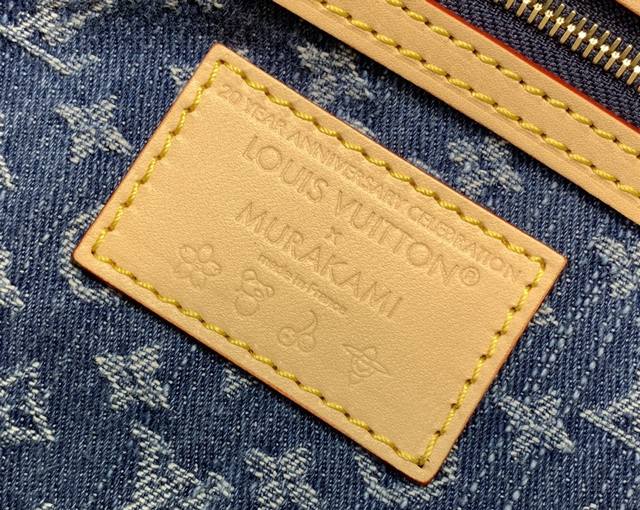 20 YEAR ANNIVERSARY CELEBRATION
LOUIS VUITTON®
×
MURAKAMI
made in France